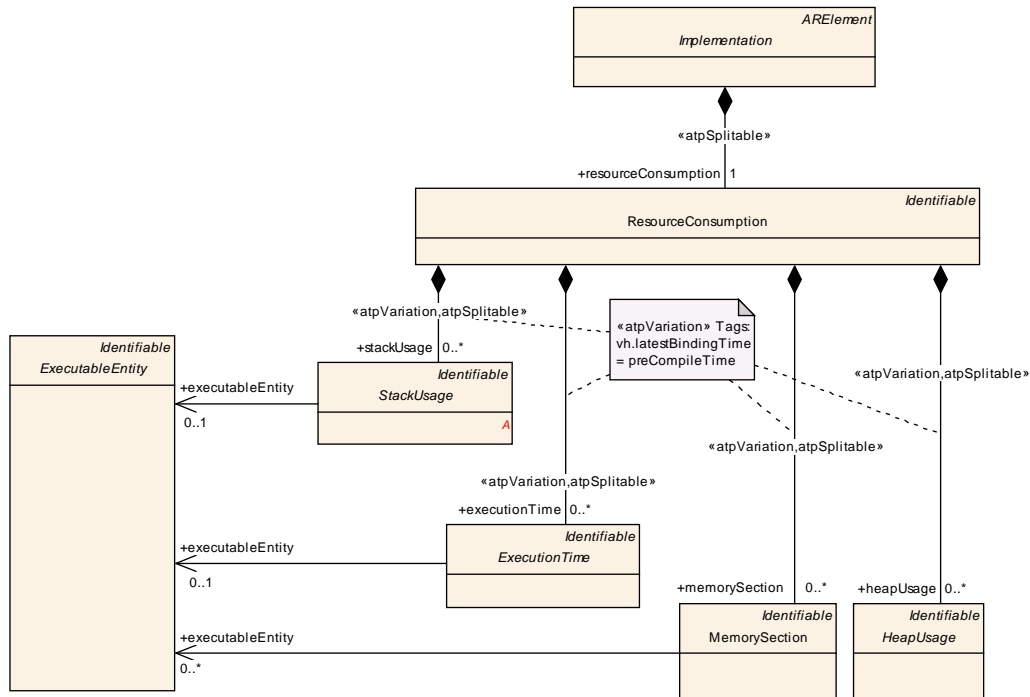 ARElement
Implementation
«atpSplitable»
+resourceConsumption 1
Identifiable
ResourceConsumption
«atpVariation,atpSplitable»
«atpVariation» Tags:
vh.latestBindingTime
= preCompileTime
+stackUsage 0..*
Identifiable
ExecutableEntity
Identifiable
StackUsage
A
+executableEntity
0..1
«atpVariation,atpSplitable»
«atpVariation,atpSplitable»
«atpVariation,atpSplitable»
+executionTime 0..*
Identifiable
ExecutionTime
+executableEntity
0..1
+memorySection 0..*
+heapUsage 0..*
Identifiable
MemorySection
Identifiable
HeapUsage
+executableEntity
0..*